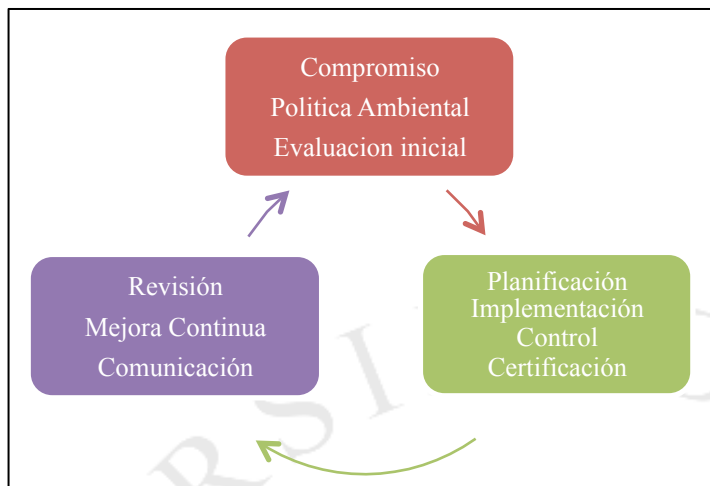 Compromiso
Politica Ambiental
Evaluacion inicial
Revisión
Mejora Continua
Comunicación
Planificación
Implementación
Control
Certificación
R S I